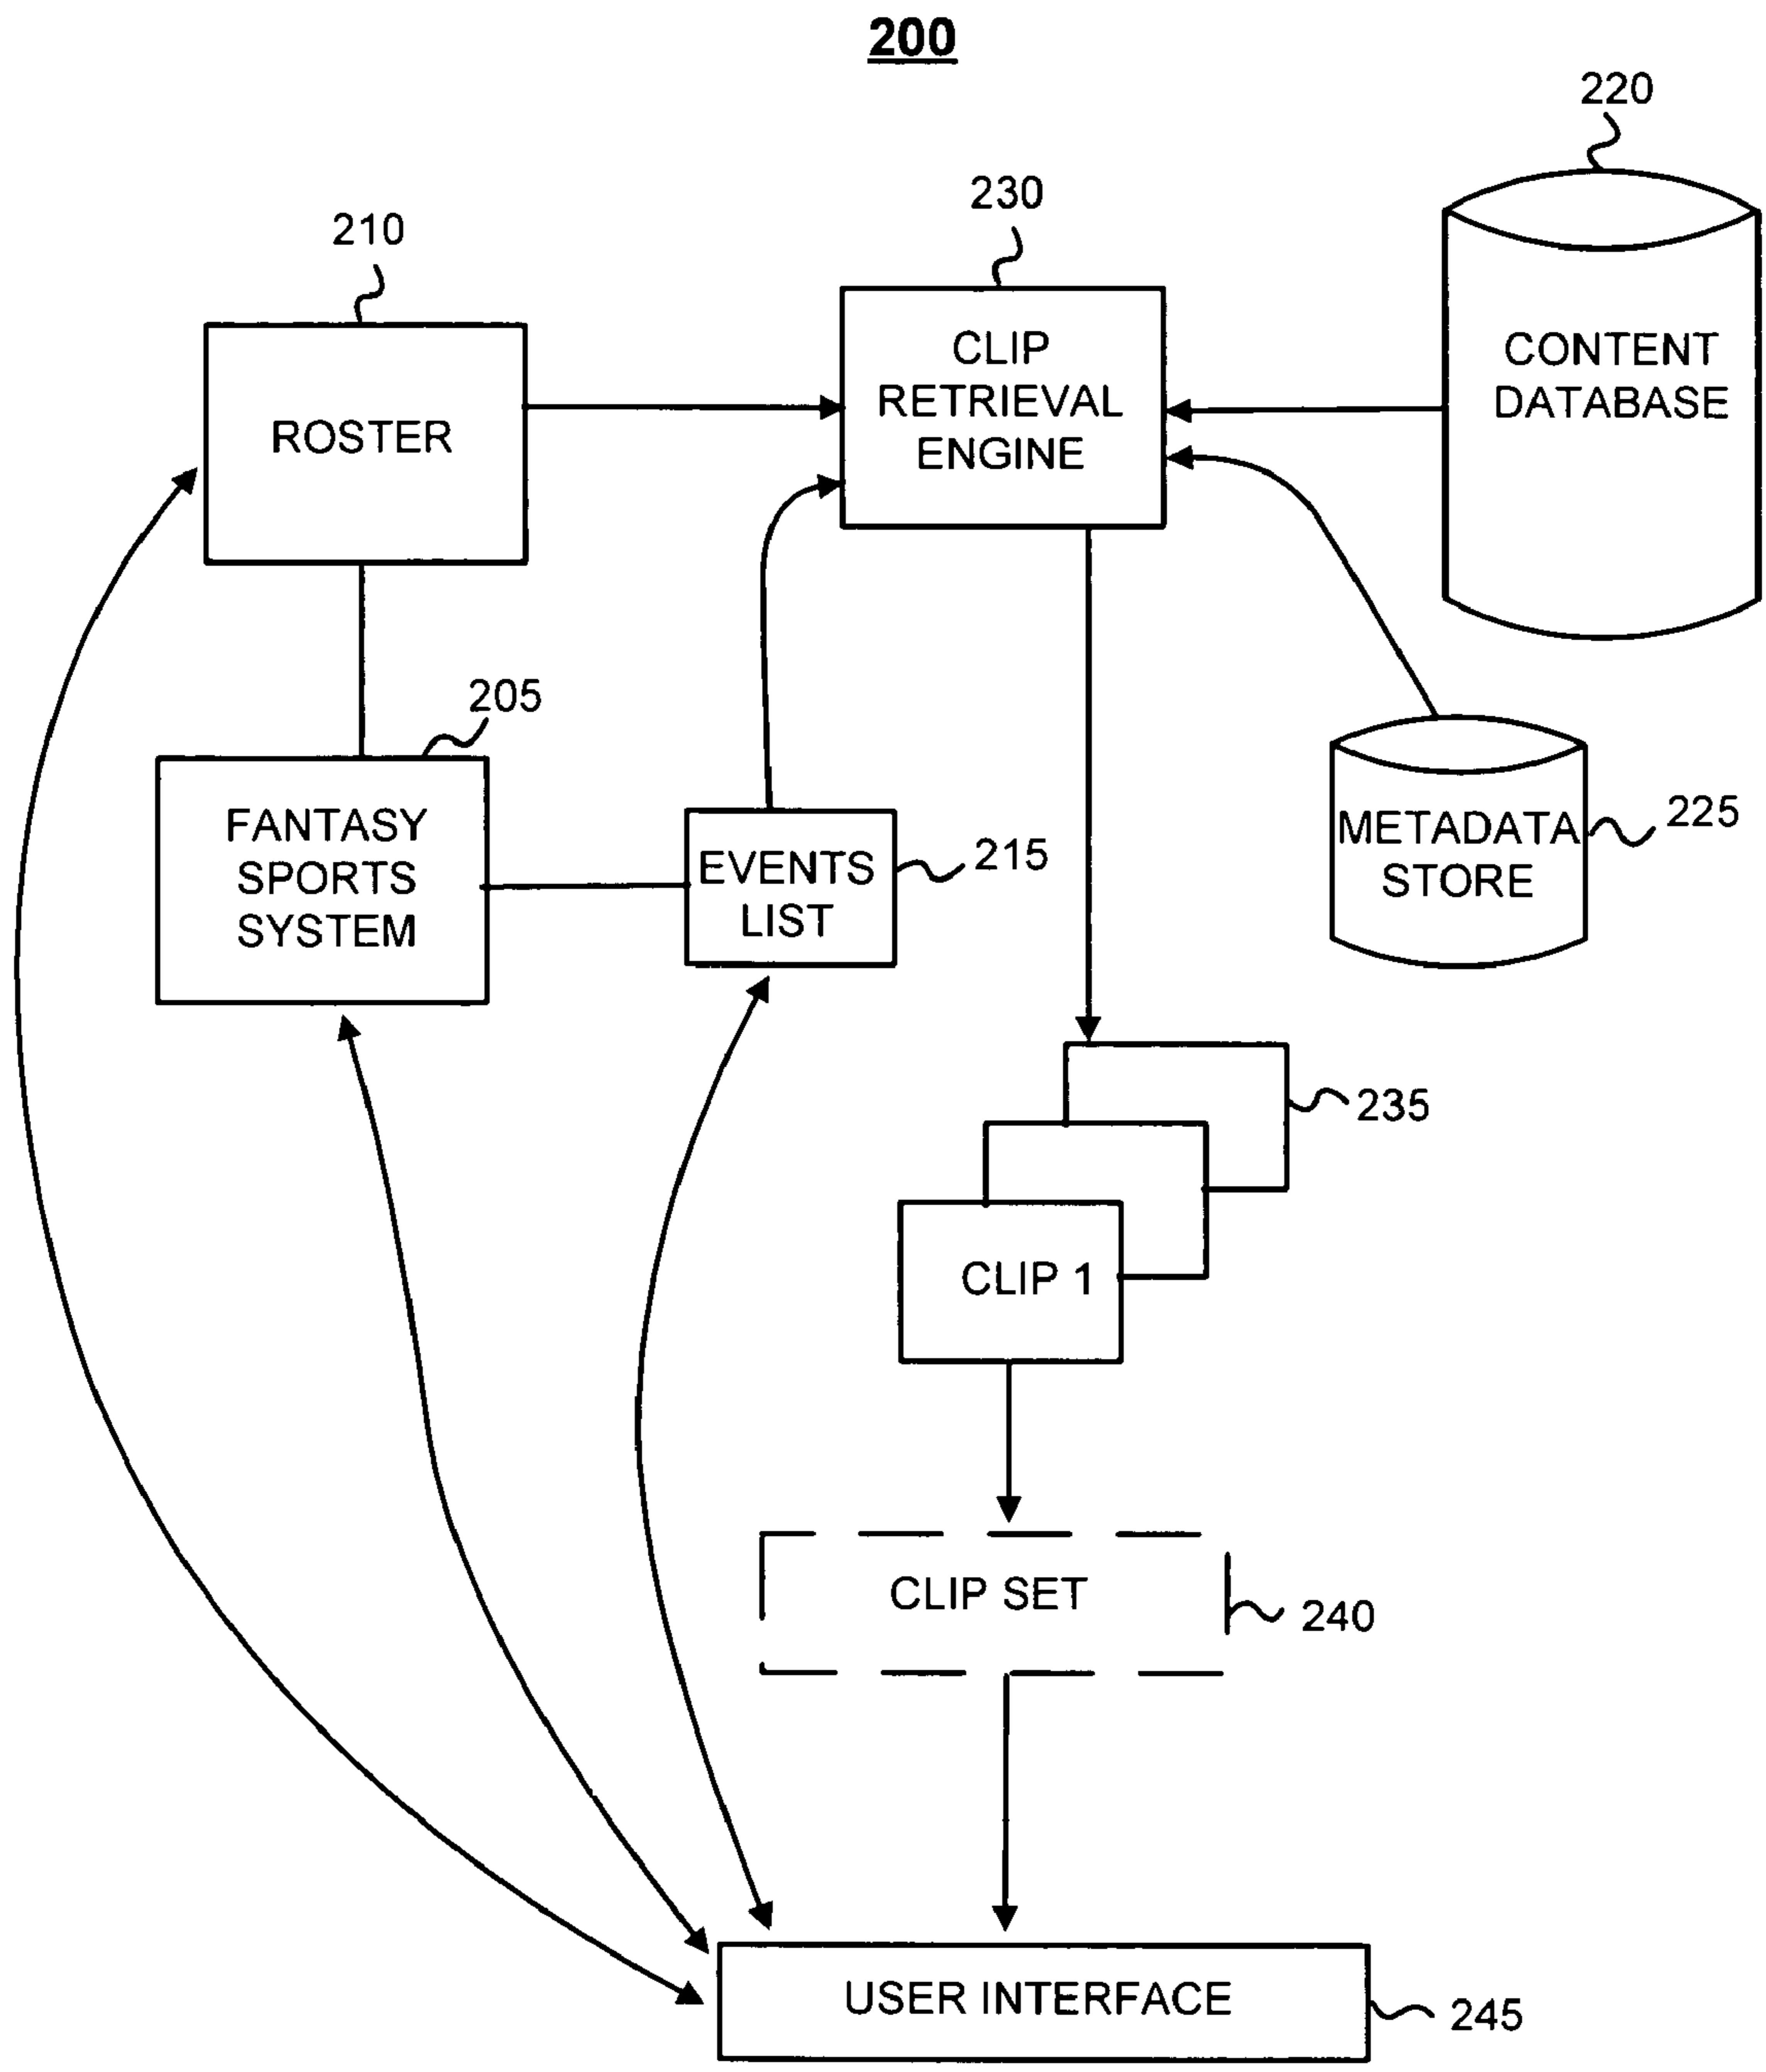 200
220
230
210
CLIP
RETRIEVAL
ENGINE
CONTENT
DATABASE
ROSTER
205
FANTASY
SPORTS
SYSTEM
EVENTS
LIST
215
METADATA
STORE
225
235
CLIP 1
CLIP SET
240
USER INTERFACE
245